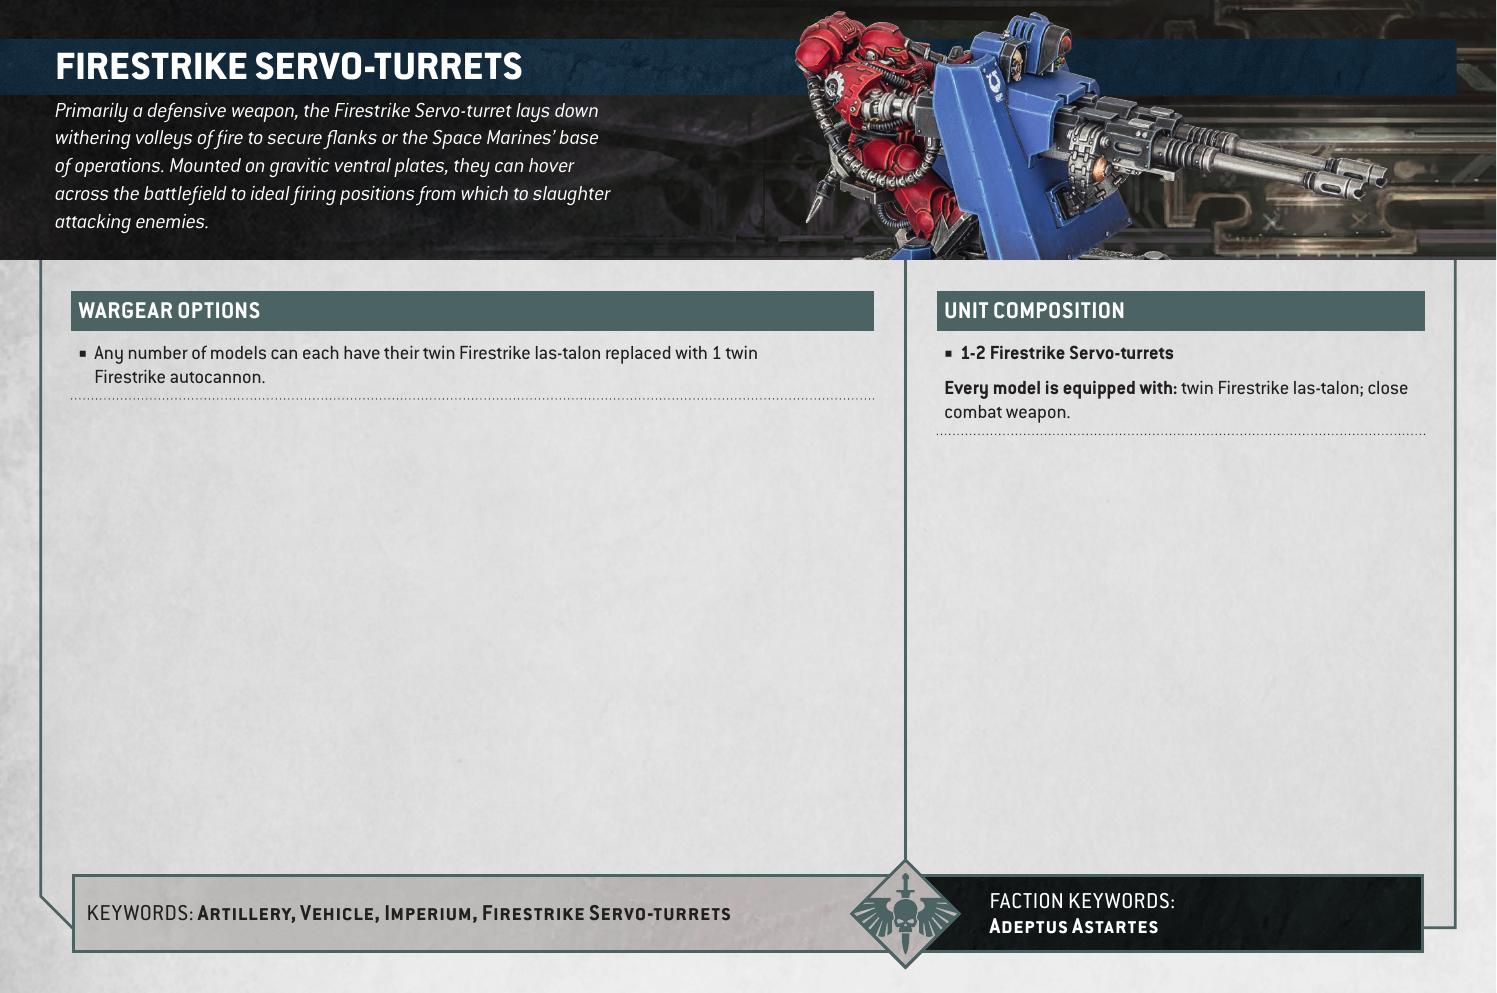 FIRESTRIKE SERVO-TURRETS
Primarily a defensive weapon, the Firestrike Servo-turret lays down
withering volleys of fire to secure flanks or the Space Marines’ base
of operations. Mounted on gravitic ventral plates, they can hover
across the battlefield to ideal firing positions from which to slaughter
attacking enemies.
WARGEAR OPTIONS
▪ Any number of models can each have their twin Firestrike las-talon replaced with 1 twin
Firestrike autocannon.
UNIT COMPOSITION
▪ 1-2 Firestrike Servo-turrets
Every model is equipped with: twin Firestrike las-talon; close
combat weapon.
KEYWORDS: Artillery, Vehicle, Imperium, Firestrike Servo-turrets
FACTION KEYWORDS:
Adeptus Astartes